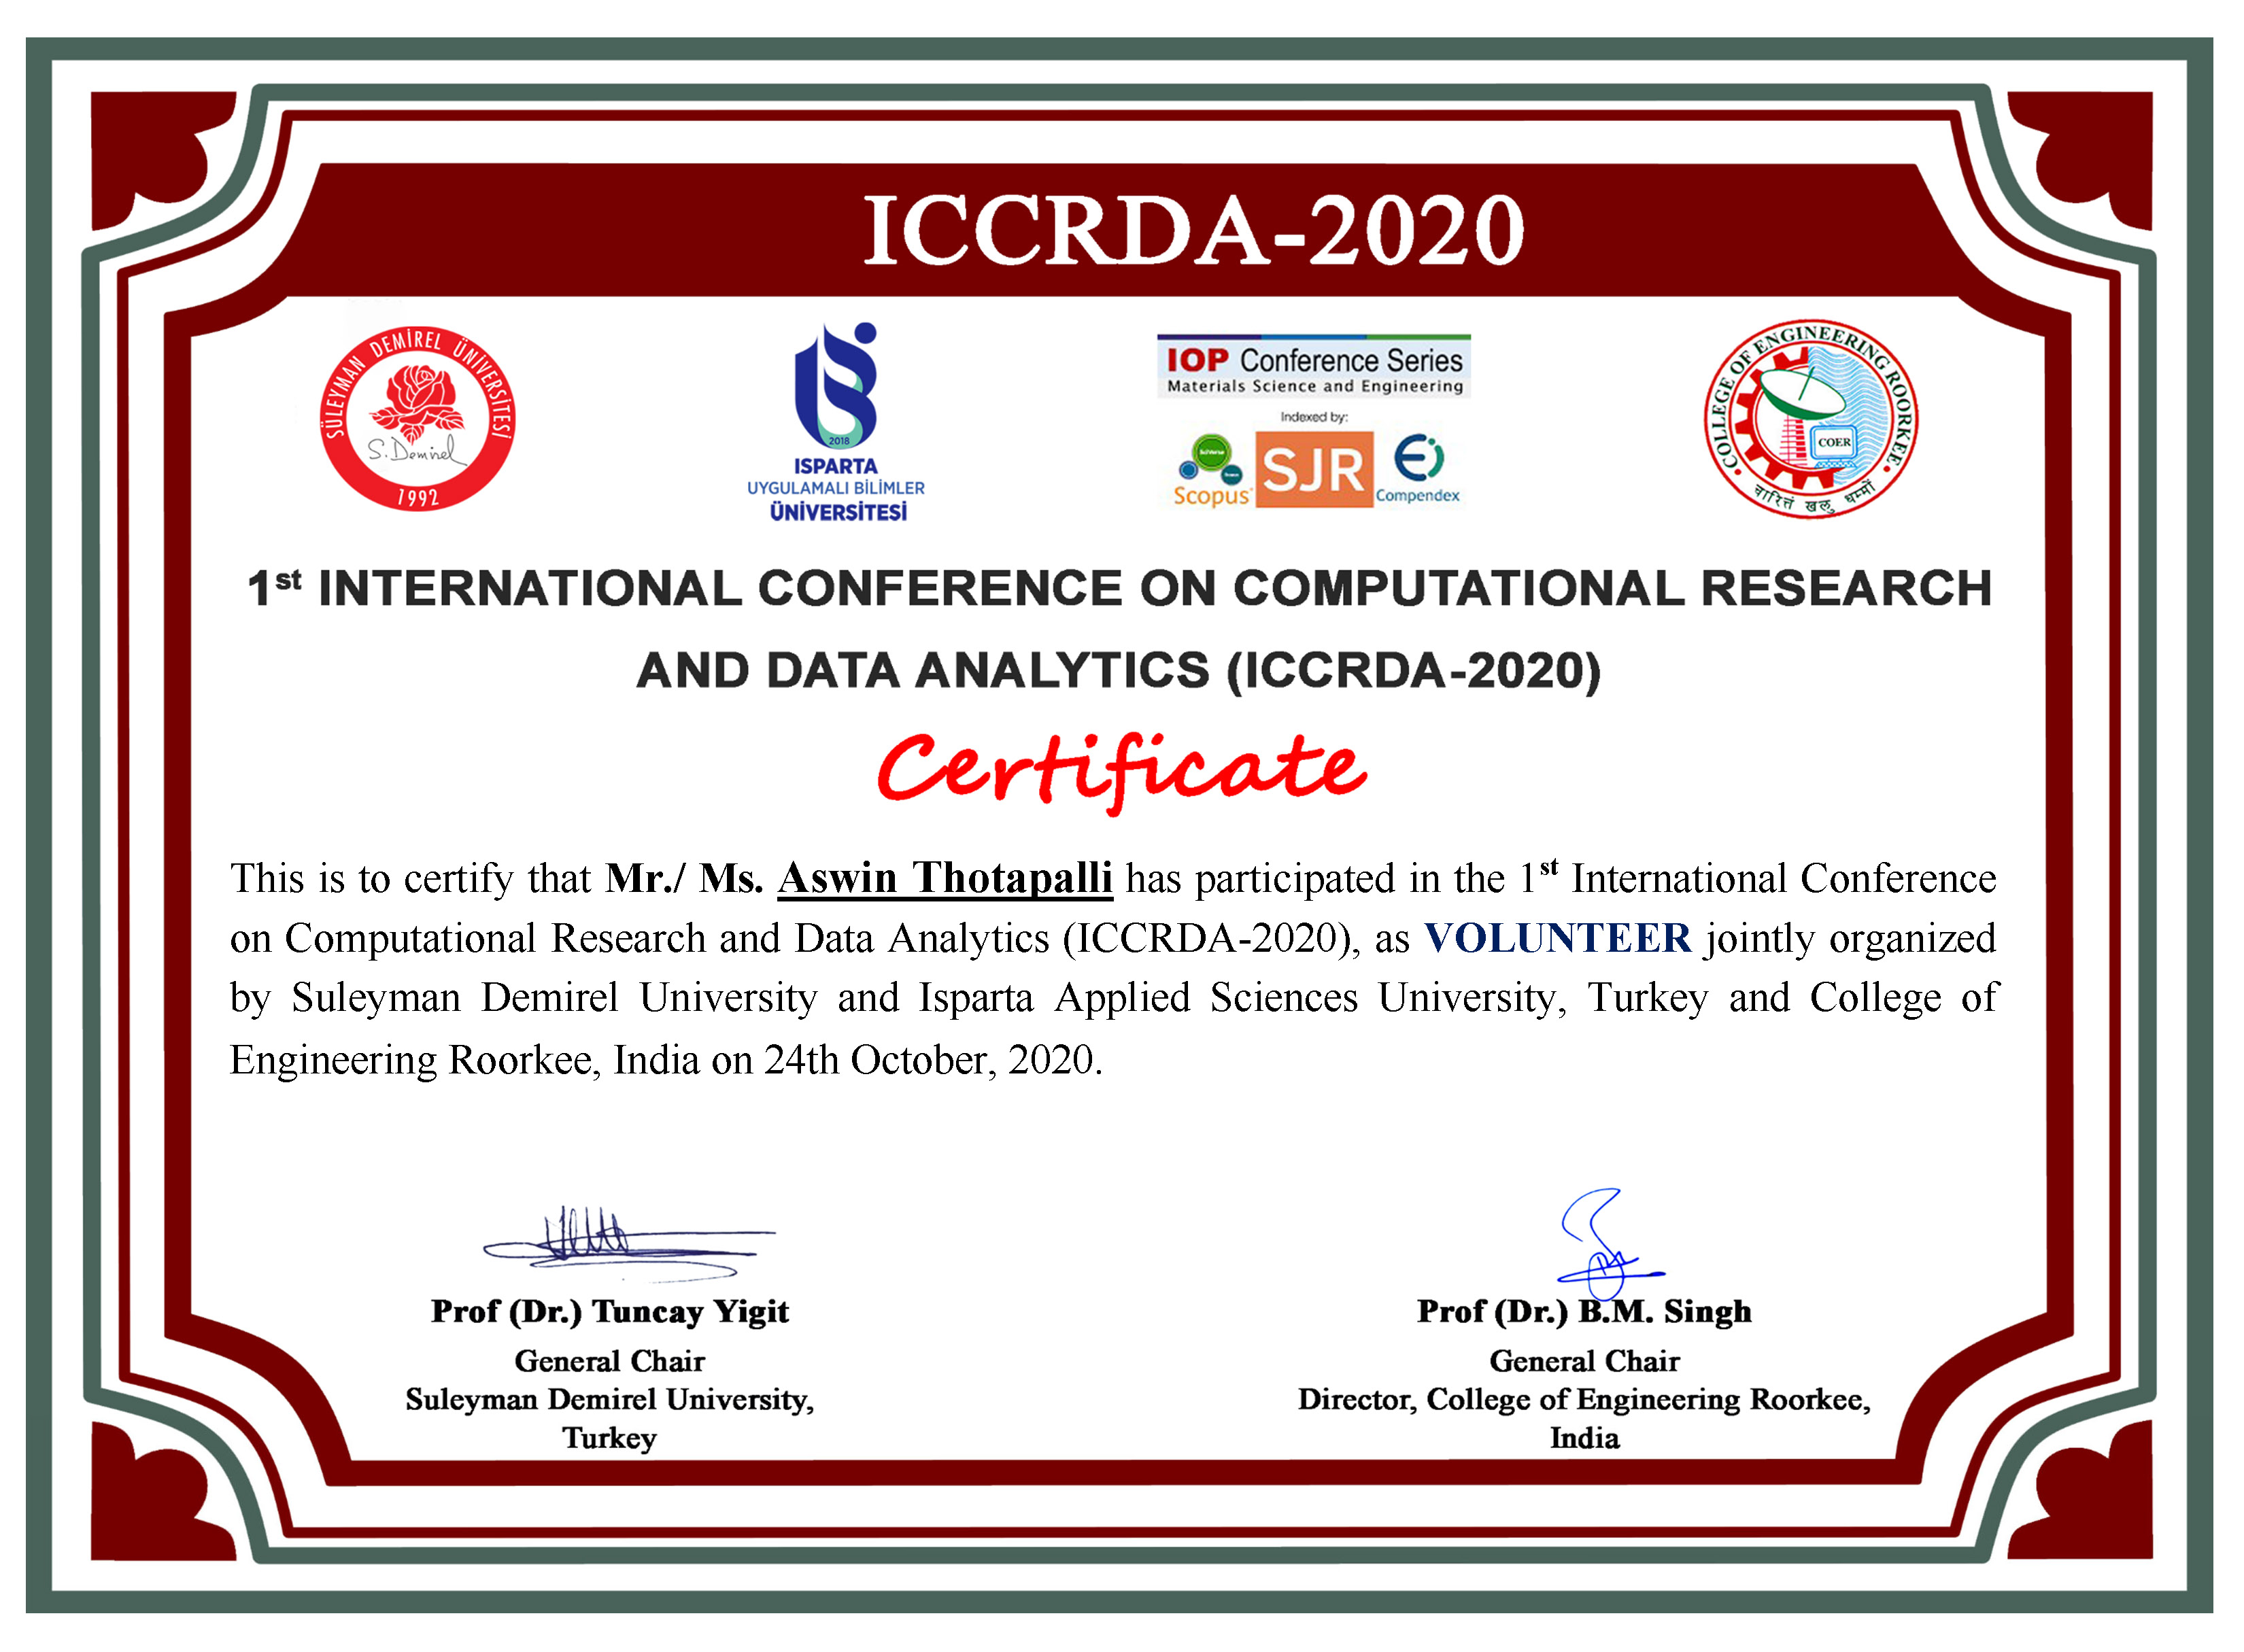 ICCRDA-2020
SÜLEYMAN DEMİREL ÜNİVERSİTESİ
S. Demirel
1992
2018
ISPARTA
UYGULAMALI BİLİMLER
ÜNİVERSİTESİ
IOP Conference Series
Materials Science and Engineering
Indexed by:
Scopus
SJR
Compendex
COLLEGE OF ENGINEERING ROORKEE
COER
वारित्तं खलु धम्मों
1st INTERNATIONAL CONFERENCE ON COMPUTATIONAL RESEARCH
AND DATA ANALYTICS (ICCRDA-2020)
Certificate
This is to certify that Mr./ Ms. Aswin Thotapalli has participated in the 1st International Conference
on Computational Research and Data Analytics (ICCRDA-2020), as VOLUNTEER jointly organized
by Suleyman Demirel University and Isparta Applied Sciences University, Turkey and College of
Engineering Roorkee, India on 24th October, 2020.
Prof (Dr.) Tuncay Yigit
General Chair
Suleyman Demirel University,
Turkey
Prof (Dr.) B.M. Singh
General Chair
Director, College of Engineering Roorkee,
India